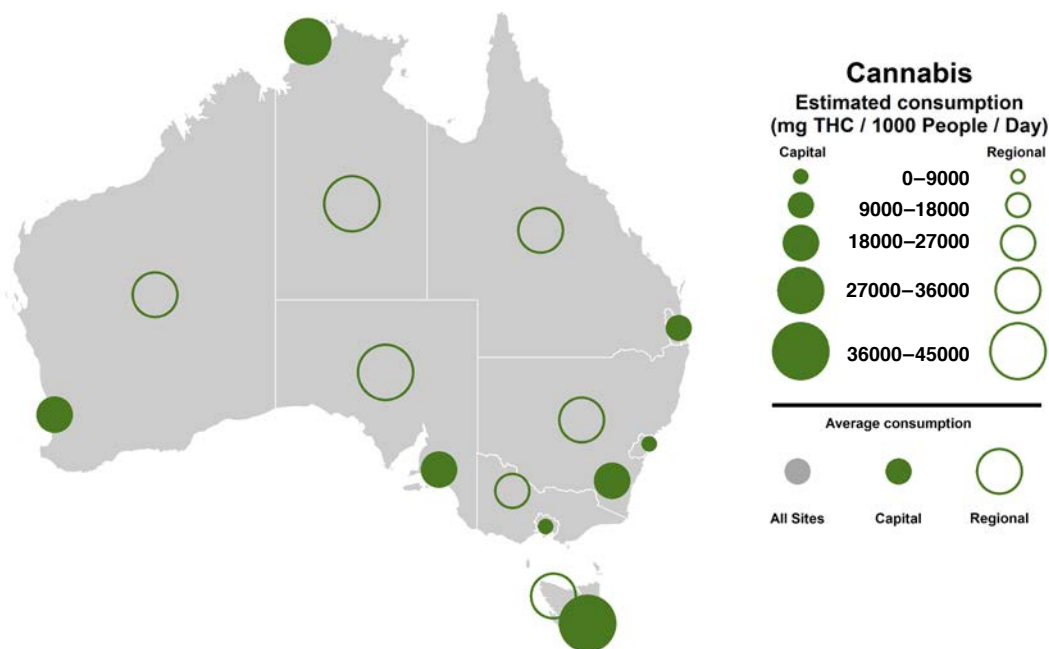 Cannabis
Estimated consumption
(mg THC / 1000 People / Day)
Capital Regional
0–9000
9000–18000
18000–27000
27000–36000
36000–45000
Average consumption
All Sites Capital Regional